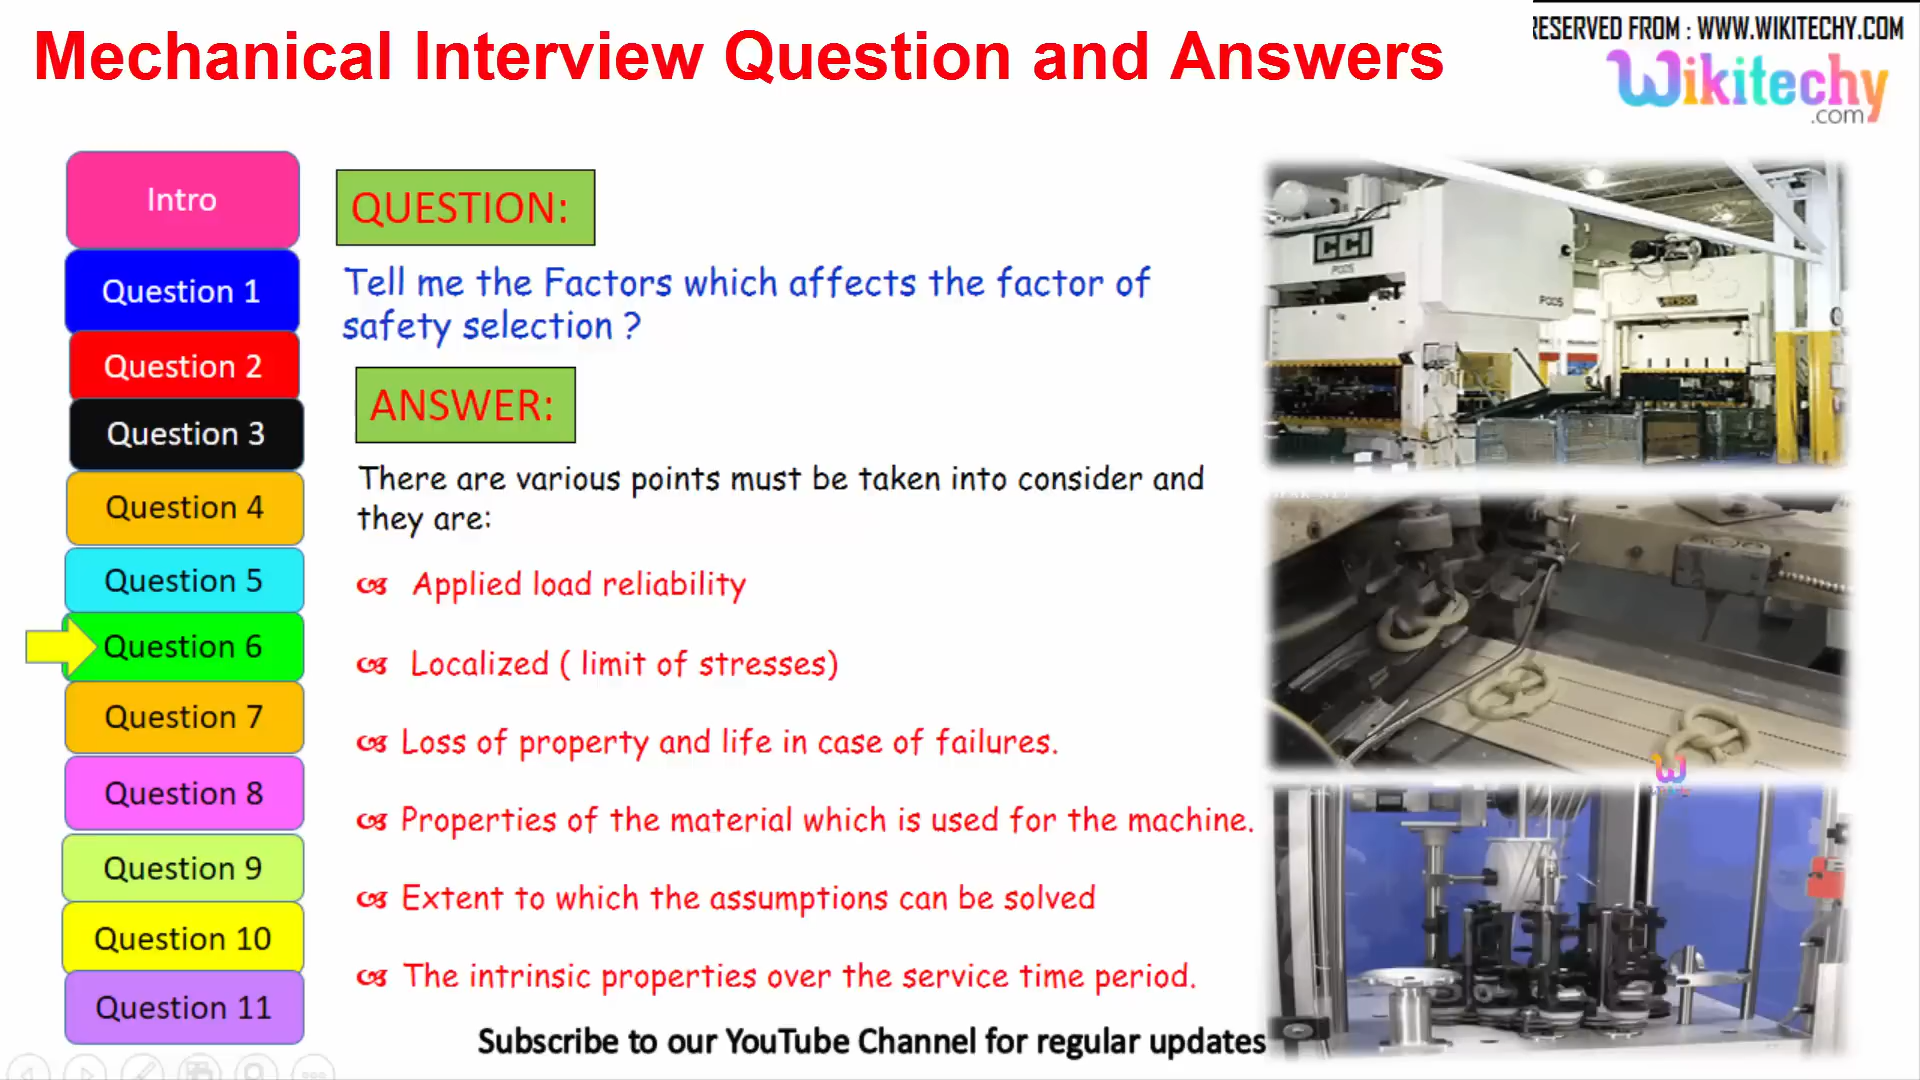 Mechanical Interview Question and Answers
RESERVED FROM : WWW.WIKITECHY.COM
Wikitechy
.com
Intro
Question 1
Question 2
Question 3
Question 4
Question 5
Question 6
Question 7
Question 8
Question 9
Question 10
Question 11
QUESTION:
Tell me the Factors which affects the factor of
safety selection ?
ANSWER:
There are various points must be taken into consider and
they are:
Applied load reliability
Localized ( limit of stresses)
Loss of property and life in case of failures.
Properties of the material which is used for the machine.
Extent to which the assumptions can be solved
The intrinsic properties over the service time period.
Subscribe to our YouTube Channel for regular updates
CCI